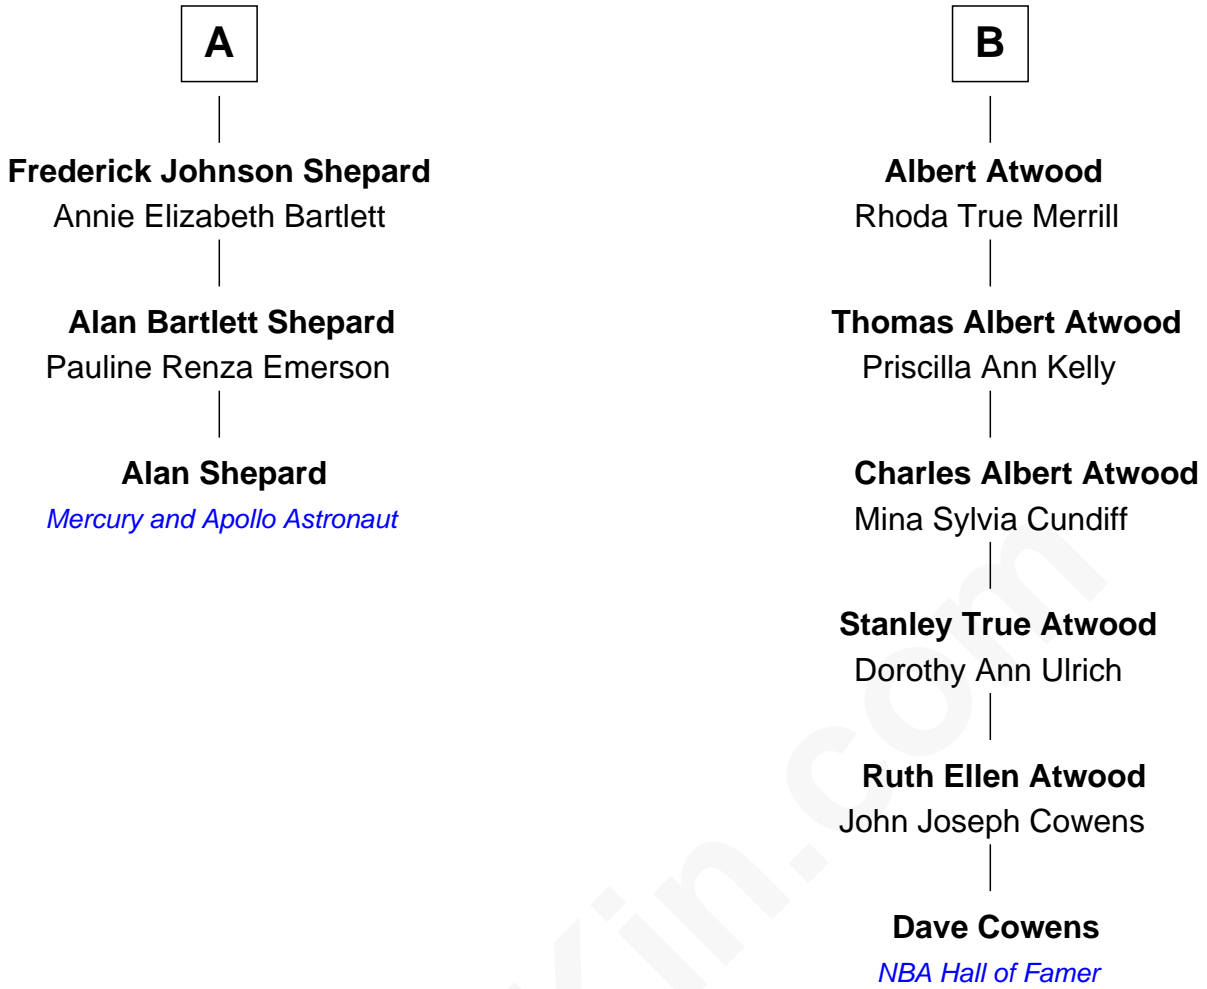 A
Frederick Johnson Shepard
Annie Elizabeth Bartlett
Alan Bartlett Shepard
Pauline Renza Emerson
Alan Shepard
Mercury and Apollo Astronaut
B
Albert Atwood
Rhoda True Merrill
Thomas Albert Atwood
Priscilla Ann Kelly
Charles Albert Atwood
Mina Sylvia Cundiff
Stanley True Atwood
Dorothy Ann Ulrich
Ruth Ellen Atwood
John Joseph Cowens
Dave Cowens
NBA Hall of Famer
Kin.com